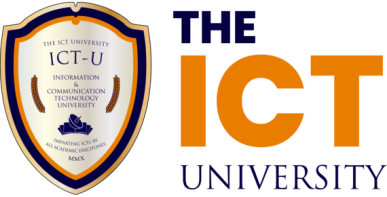 THE ICT UNIVERSITY
ICT-U
INFORMATION
&
COMMUNICATION
TECHNOLOGY
UNIVERSITY
IMPARTING ICTS IN
ALL ACADEMIC DISCIPLINES
MMX
THE
ICT
UNIVERSITY